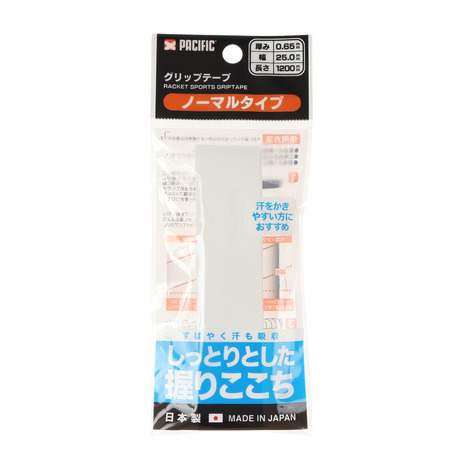 PACIFIC
厚み 0.65mm
幅 25.0mm
長さ 1200mm
グリップテープ
RACKET SPORTS GRIPTAPE
ノーマルタイプ
汗をかき
やすい方に
おすすめ
すばやく汗も吸収
しっとりとした
握りここち
日本製 MADE IN JAPAN